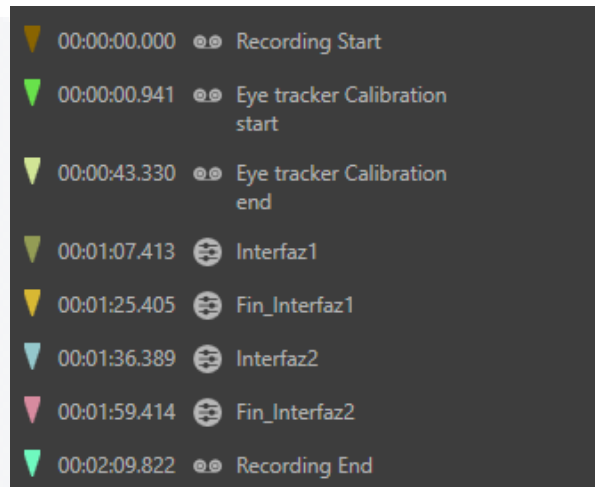 00:00:00.000 Recording Start
00:00:00.941 Eye tracker Calibration
start
00:00:43.330 Eye tracker Calibration
end
00:01:07.413 Interfaz1
00:01:25.405 Fin_Interfaz1
00:01:36.389 Interfaz2
00:01:59.414 Fin_Interfaz2
00:02:09.822 Recording End